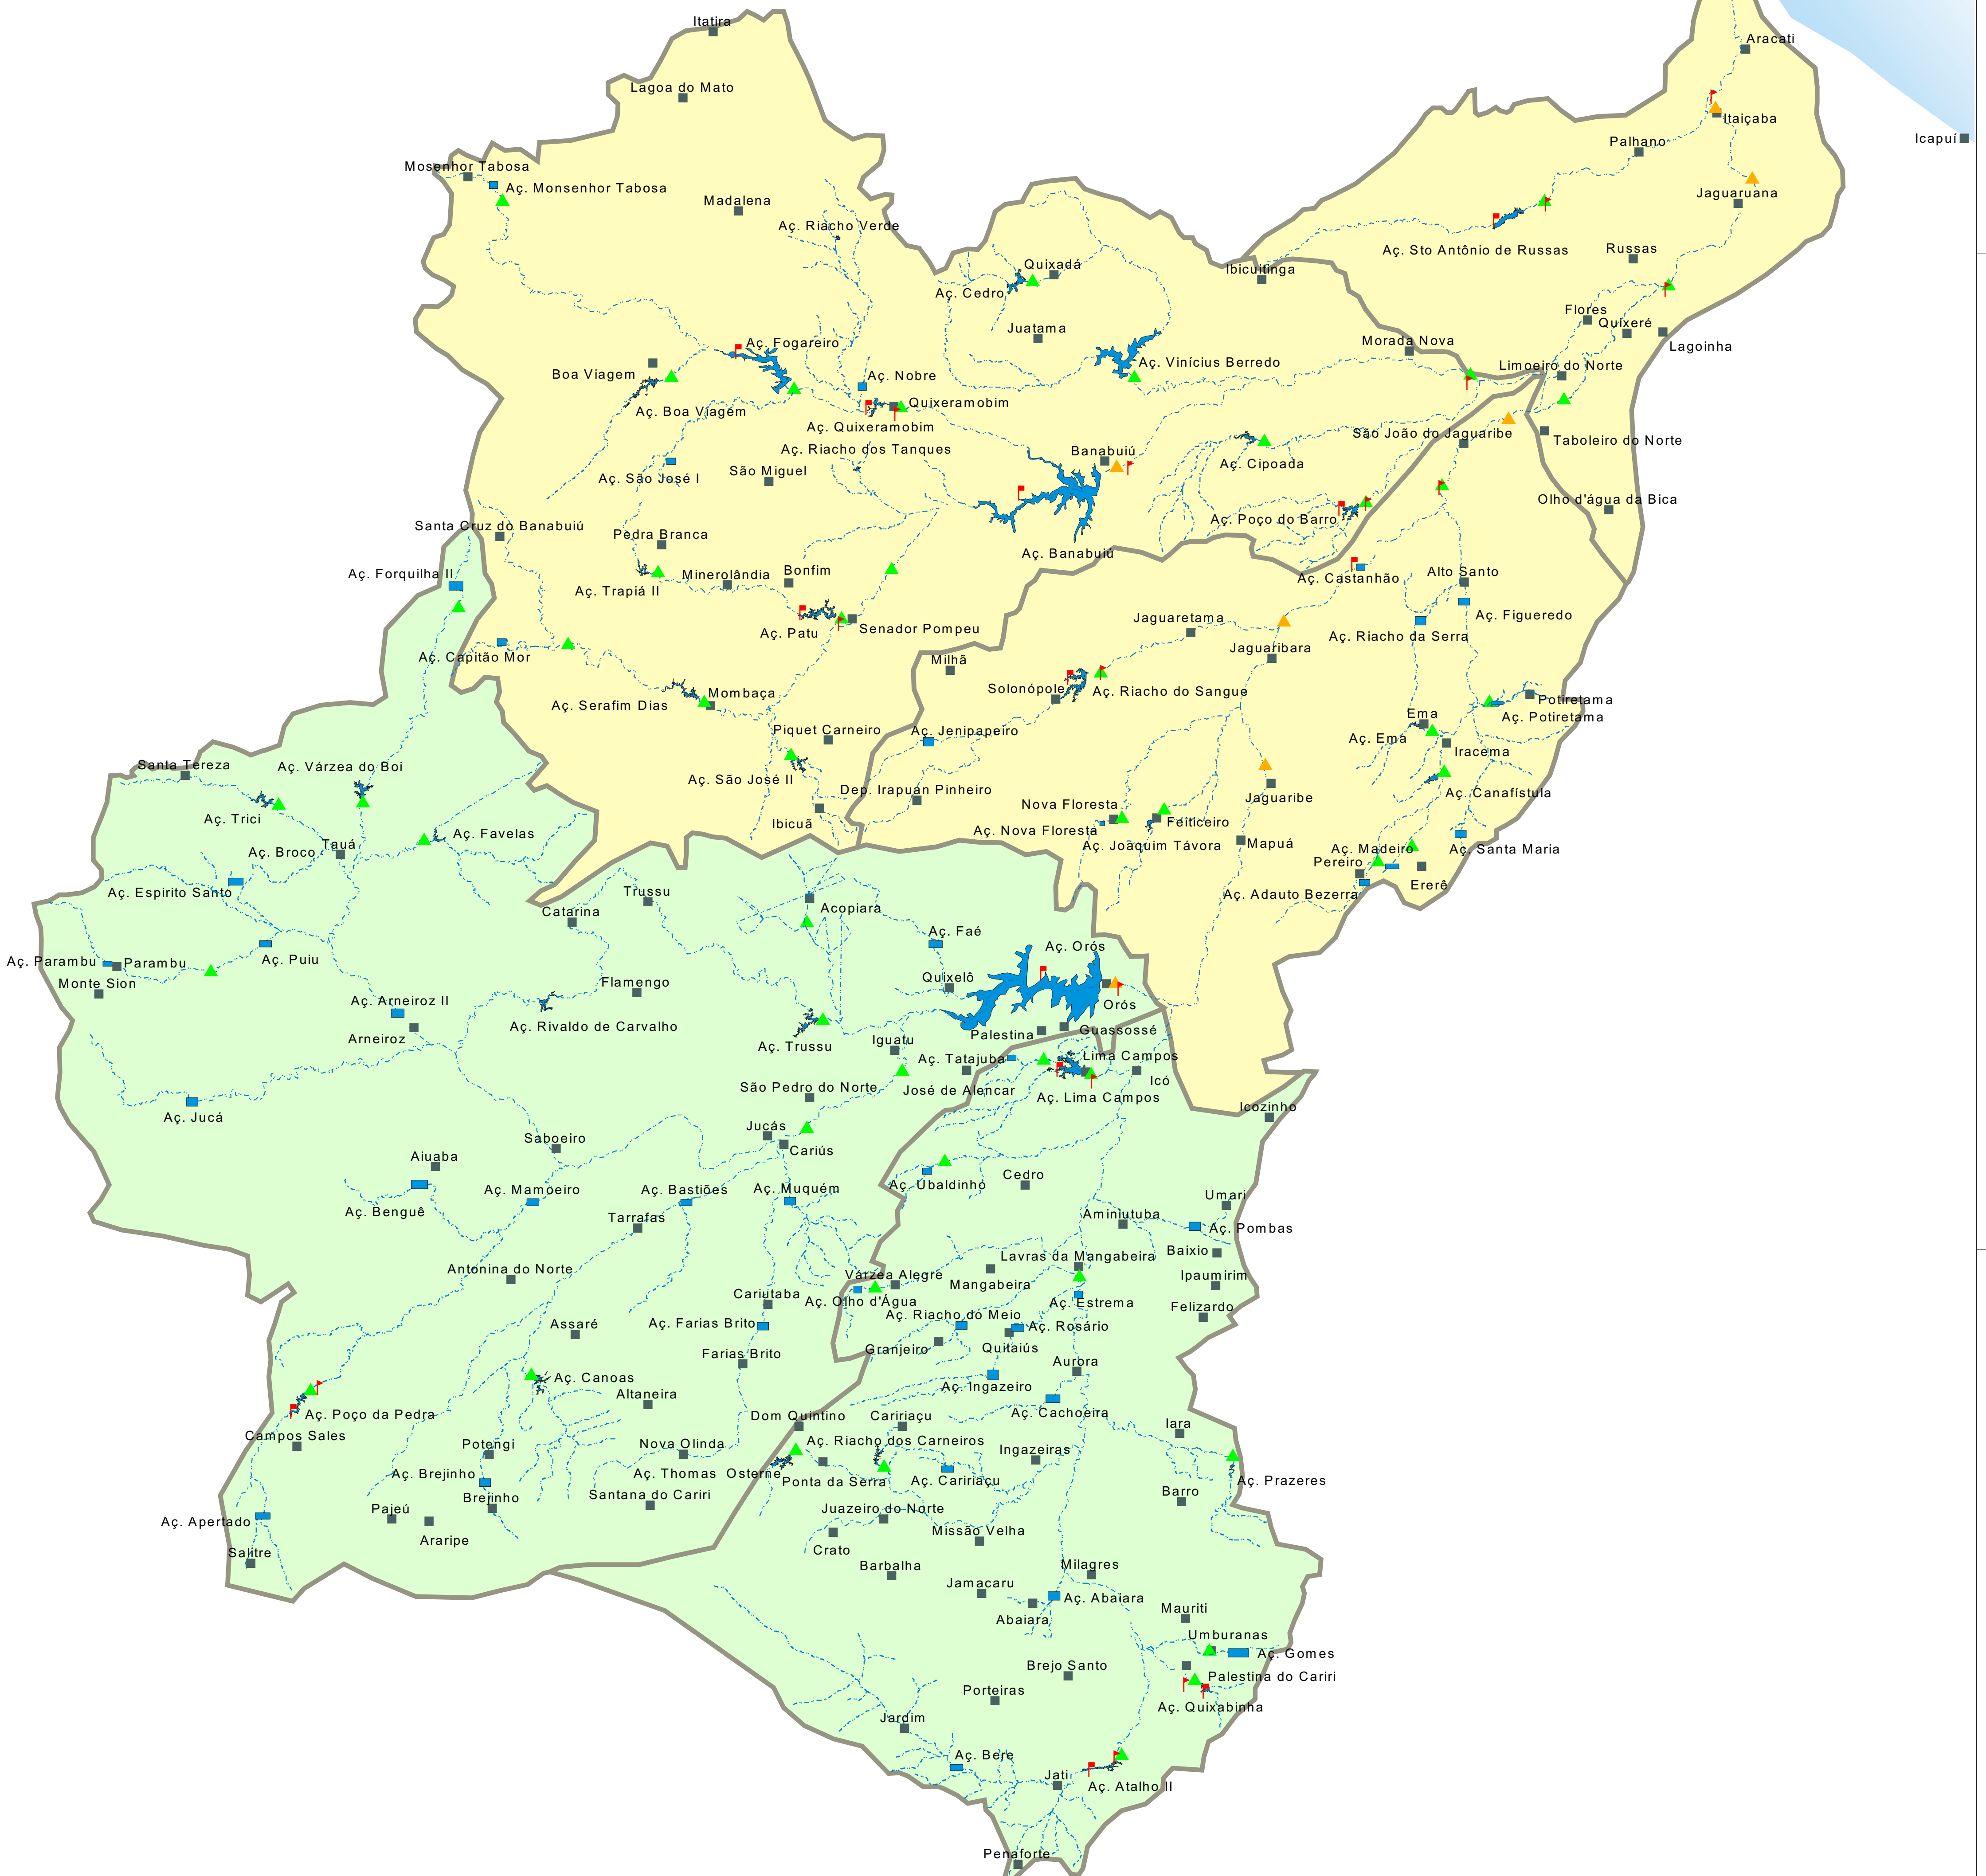 Itatira
Aracati
Lagoa do Mato
Itaiçaba
Icapuí
Palhano
Mosenhor Tabosa
Aç. Monsenhor Tabosa
Madalena
Jaguaruana
Aç. Riacho Verde
Aç. Sto Antônio de Russas
Russas
Quixadá
Ibicuitinga
Aç. Cedro
Flores
Quixeré
Juatama
Lagoinha
Aç. Fogareiro
Morada Nova
Aç. Vinícius Berredo
Limoeiro do Norte
Boa Viagem
Aç. Nobre
Quixeramobim
Aç. Boa Viagem
Aç. Quixeramobim
São João do Jaguaribe
Taboleiro do Norte
Aç. Riacho dos Tanques
Banabuiú
Aç. Cipoada
São Miguel
Aç. São José I
Olho d'água da Bica
Aç. Poço do Barro
Santa Cruz do Banabuiú
Pedra Branca
Aç. Banabuiú
Aç. Forquilha II
Minerolândia
Bonfim
Aç. Castanhão
Alto Santo
Aç. Trapiá II
Aç. Figueredo
Jaguaretama
Aç. Patu
Senador Pompeu
Aç. Riacho da Serra
Jaguaribara
Aç. Capitão Mor
Milhã
Solonópole
Aç. Riacho do Sangue
Mombaça
Aç. Serafim Dias
Potiretama
Aç. Potiretama
Ema
Piquet Carneiro
Aç. Jenipapeiro
Aç. Ema
Iracema
Santa Tereza
Aç. Várzea do Boi
Aç. São José II
Dep. Irapuan Pinheiro
Jaguaribe
Aç. Canafístula
Nova Floresta
Aç. Trici
Ibicuã
Feiticeiro
Aç. Favelas
Aç. Nova Floresta
Tauá
Aç. Joaquim Távora
Mapuá
Aç. Madeiro
Aç. Santa Maria
Aç. Broco
Pereiro
Ererê
Aç. Espirito Santo
Trussu
Aç. Adauto Bezerra
Catarina
Acopiara
Aç. Faé
Aç. Orós
Aç. Parambu
Parambu
Aç. Puiu
Monte Sion
Flamengo
Quixelô
Aç. Arneiroz II
Orós
Aç. Rivaldo de Carvalho
Arneiroz
Palestina
Guassossé
Aç. Trussu
Iguatu
Aç. Tatajuba
Lima Campos
Icó
São Pedro do Norte
José de Alencar
Aç. Lima Campos
Icozinho
Aç. Jucá
Jucás
Saboeiro
Cariús
Aiuaba
Aç. Ubaldinho
Cedro
Aç. Mamoeiro
Aç. Bastiões
Aç. Muquém
Umari
Aç. Benguê
Tarrafas
Aminiutuba
Aç. Pombas
Baixio
Lavras da Mangabeira
Antonina do Norte
Várzea Alegre
Mangabeira
Ipaumirim
Cariutaba
Aç. Olho d'Água
Aç. Estrema
Felizardo
Aç. Riacho do Meio
Assaré
Aç. Farias Brito
Aç. Rosário
Granjeiro
Quitaiús
Farias Brito
Aurora
Aç. Canoas
Aç. Ingazeiro
Altaneira
Aç. Poço da Pedra
Dom Quintino
Caririaçu
Aç. Cachoeira
Iara
Campos Sales
Potengi
Nova Olinda
Aç. Riacho dos Carneiros
Ingazeiras
Aç. Brejinho
Aç. Thomas Osterne
Ponta da Serra
Aç. Caririaçu
Aç. Prazeres
Barro
Brejinho
Santana do Cariri
Pajeú
Juazeiro do Norte
Aç. Apertado
Missão Velha
Araripe
Crato
Salitre
Barbalha
Milagres
Jamacaru
Aç. Abaiara
Mauriti
Abaiara
Umburanas
Aç. Gomes
Brejo Santo
Palestina do Cariri
Porteiras
Aç. Quixabinha
Jardim
Aç. Bere
Jati
Aç. Atalho II
Penaforte